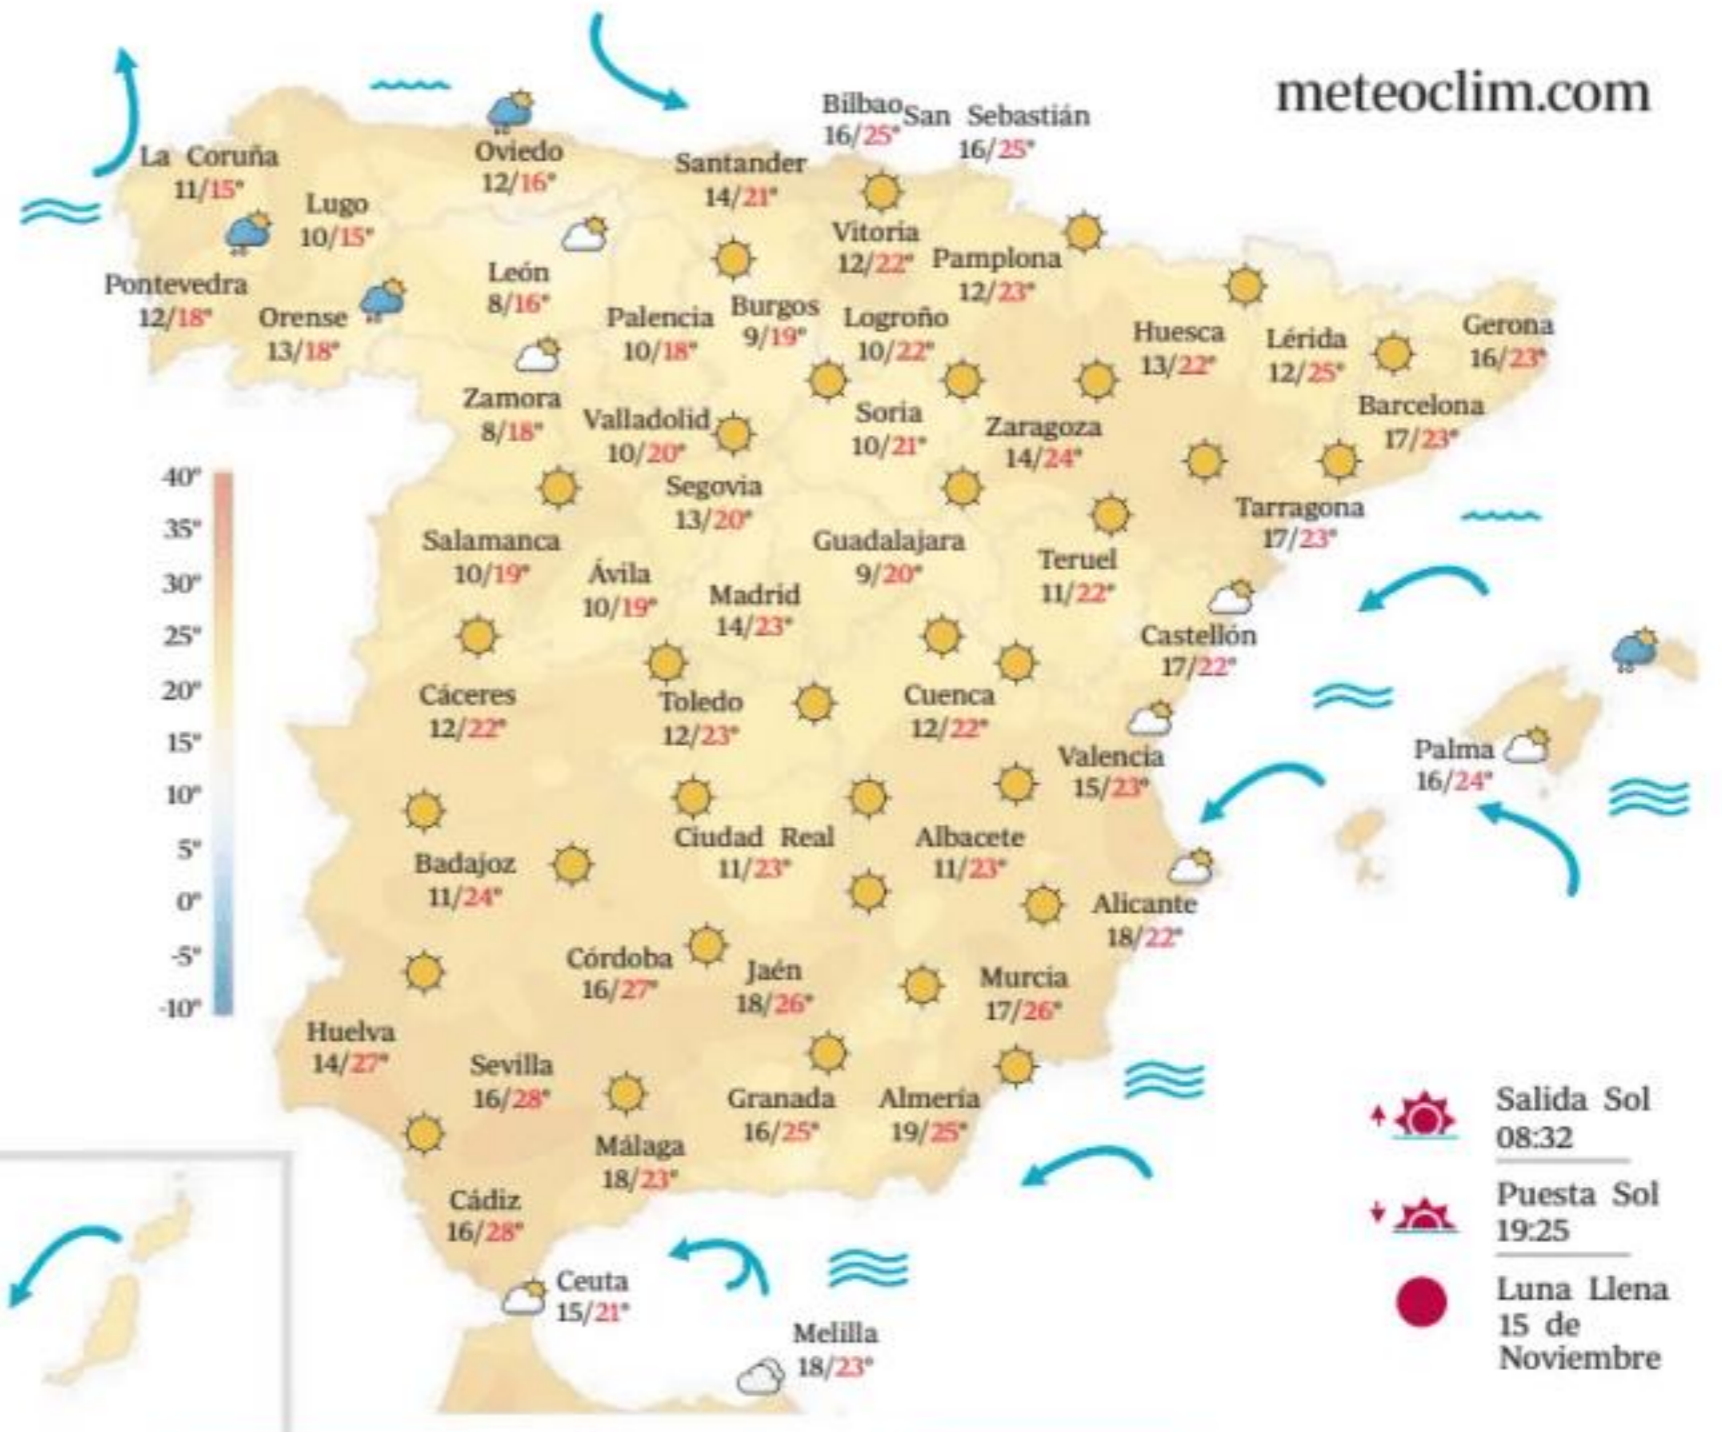 meteoclim.com
Bilbao
16/25°
San Sebastián
16/25°
La Coruña
11/15°
Oviedo
12/16°
Santander
14/21°
Lugo
10/15°
Vitoria
12/22°
Pamplona
12/23°
León
8/16°
Pontevedra
12/18°
Orense
13/18°
Palencia
10/18°
Burgos
9/19°
Logroño
10/22°
Huesca
13/22°
Lérida
12/25°
Gerona
16/23°
Zamora
8/18°
Valladolid
10/20°
Soria
10/21°
Zaragoza
14/24°
Barcelona
17/23°
Segovia
13/20°
Tarragona
17/23°
Salamanca
10/19°
Ávila
10/19°
Madrid
14/23°
Guadalajara
9/20°
Teruel
11/22°
Castellón
17/22°
Cáceres
12/22°
Toledo
12/23°
Cuenca
12/22°
Valencia
15/23°
Palma
16/24°
Badajoz
11/24°
Ciudad Real
11/23°
Albacete
11/23°
Alicante
18/22°
Córdoba
16/27°
Jaén
18/26°
Murcia
17/26°
Huelva
14/27°
Sevilla
16/28°
Granada
16/25°
Almería
19/25°
Málaga
18/23°
Cádiz
16/28°
Ceuta
15/21°
Melilla
18/23°
40°
35°
30°
25°
20°
15°
10°
5°
0°
-5°
-10°
Salida Sol
08:32
Puesta Sol
19:25
Luna Llena
15 de
Noviembre